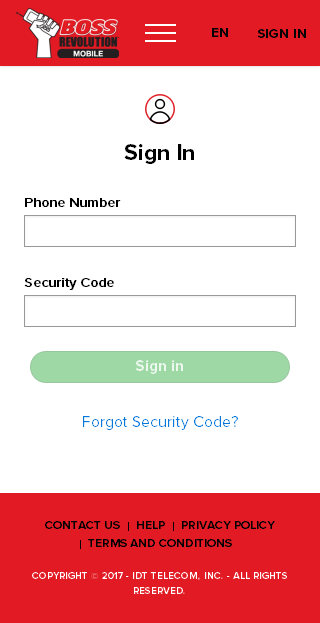 BOSS
REVOLUTION
MOBILE
EN
SIGN IN
Sign In
Phone Number
Security Code
Sign in
Forgot Security Code?
CONTACT US | HELP | PRIVACY POLICY
| TERMS AND CONDITIONS
COPYRIGHT © 2017 - IDT TELECOM, INC. - ALL RIGHTS
RESERVED.